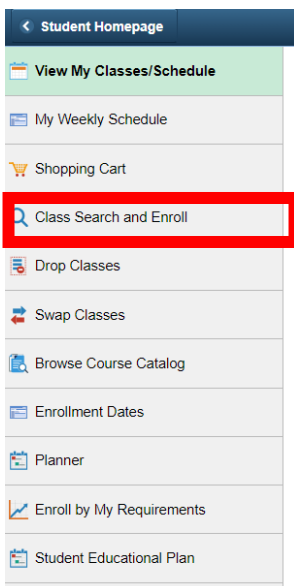 Student Homepage
View My Classes/Schedule
My Weekly Schedule
Shopping Cart
Class Search and Enroll
Drop Classes
Swap Classes
Browse Course Catalog
Enrollment Dates
Planner
Enroll by My Requirements
Student Educational Plan